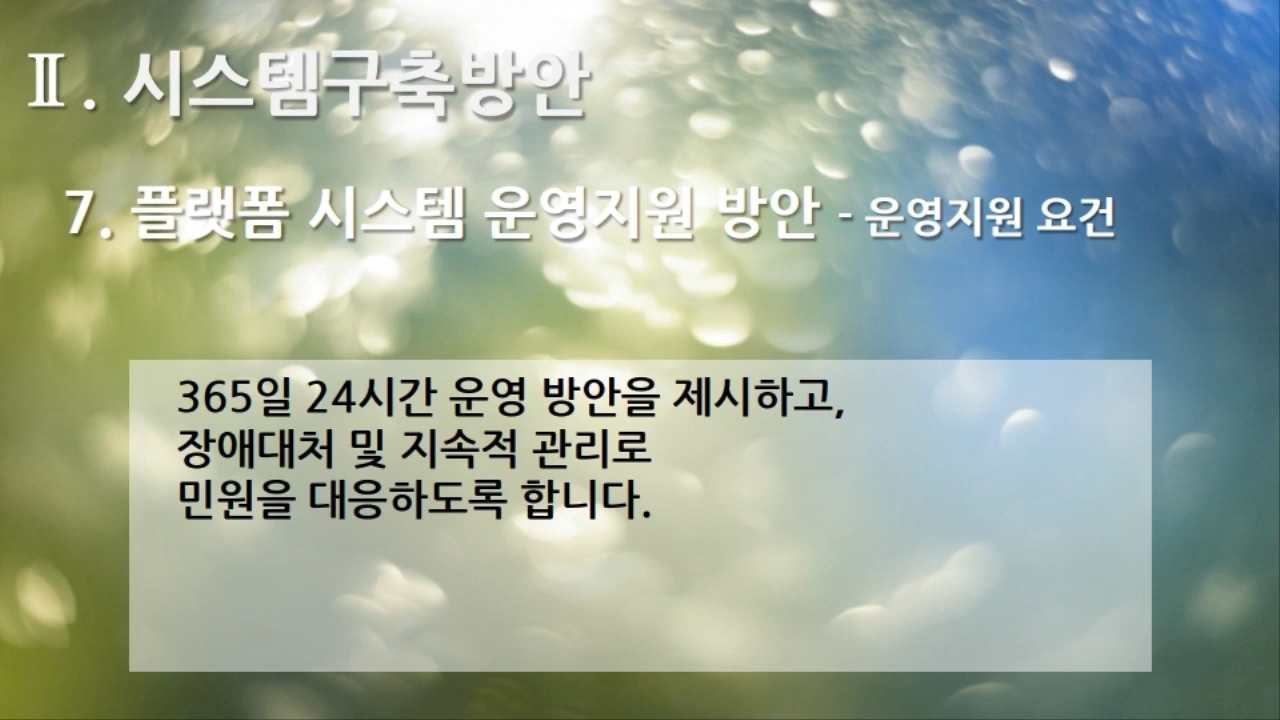 Ⅱ. 시스템구축방안
7. 플랫폼 시스템 운영지원 방안 - 운영지원 요건
365일 24시간 운영 방안을 제시하고,
장애대처 및 지속적 관리로
민원을 대응하도록 합니다.